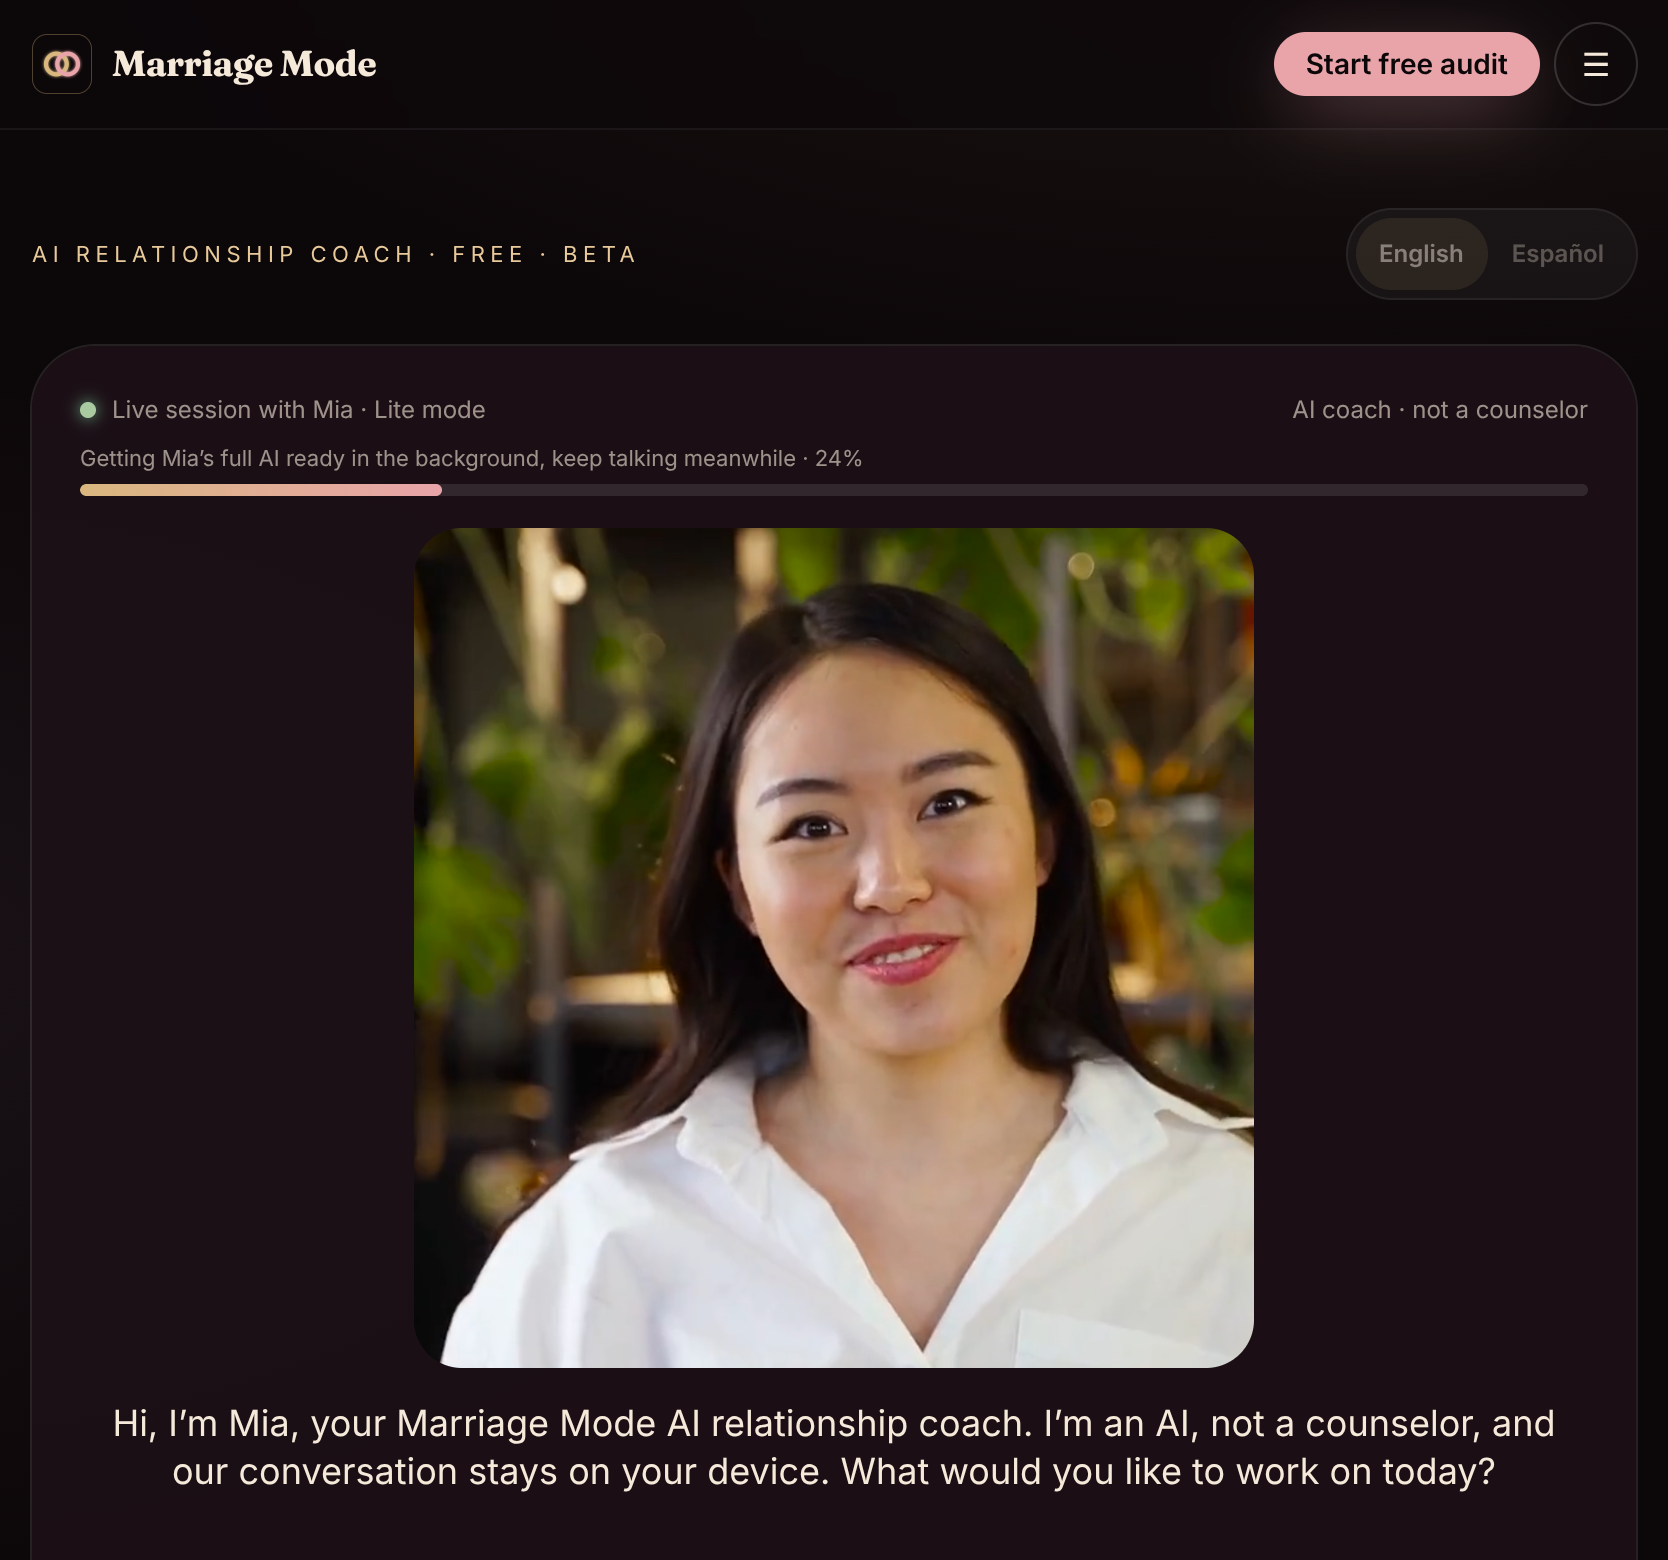 Marriage Mode
Start free audit
AI RELATIONSHIP COACH · FREE · BETA
English
Español
Live session with Mia · Lite mode
AI coach · not a counselor
Getting Mia’s full AI ready in the background, keep talking meanwhile · 24%
Hi, I’m Mia, your Marriage Mode AI relationship coach. I’m an AI, not a counselor, and
our conversation stays on your device. What would you like to work on today?